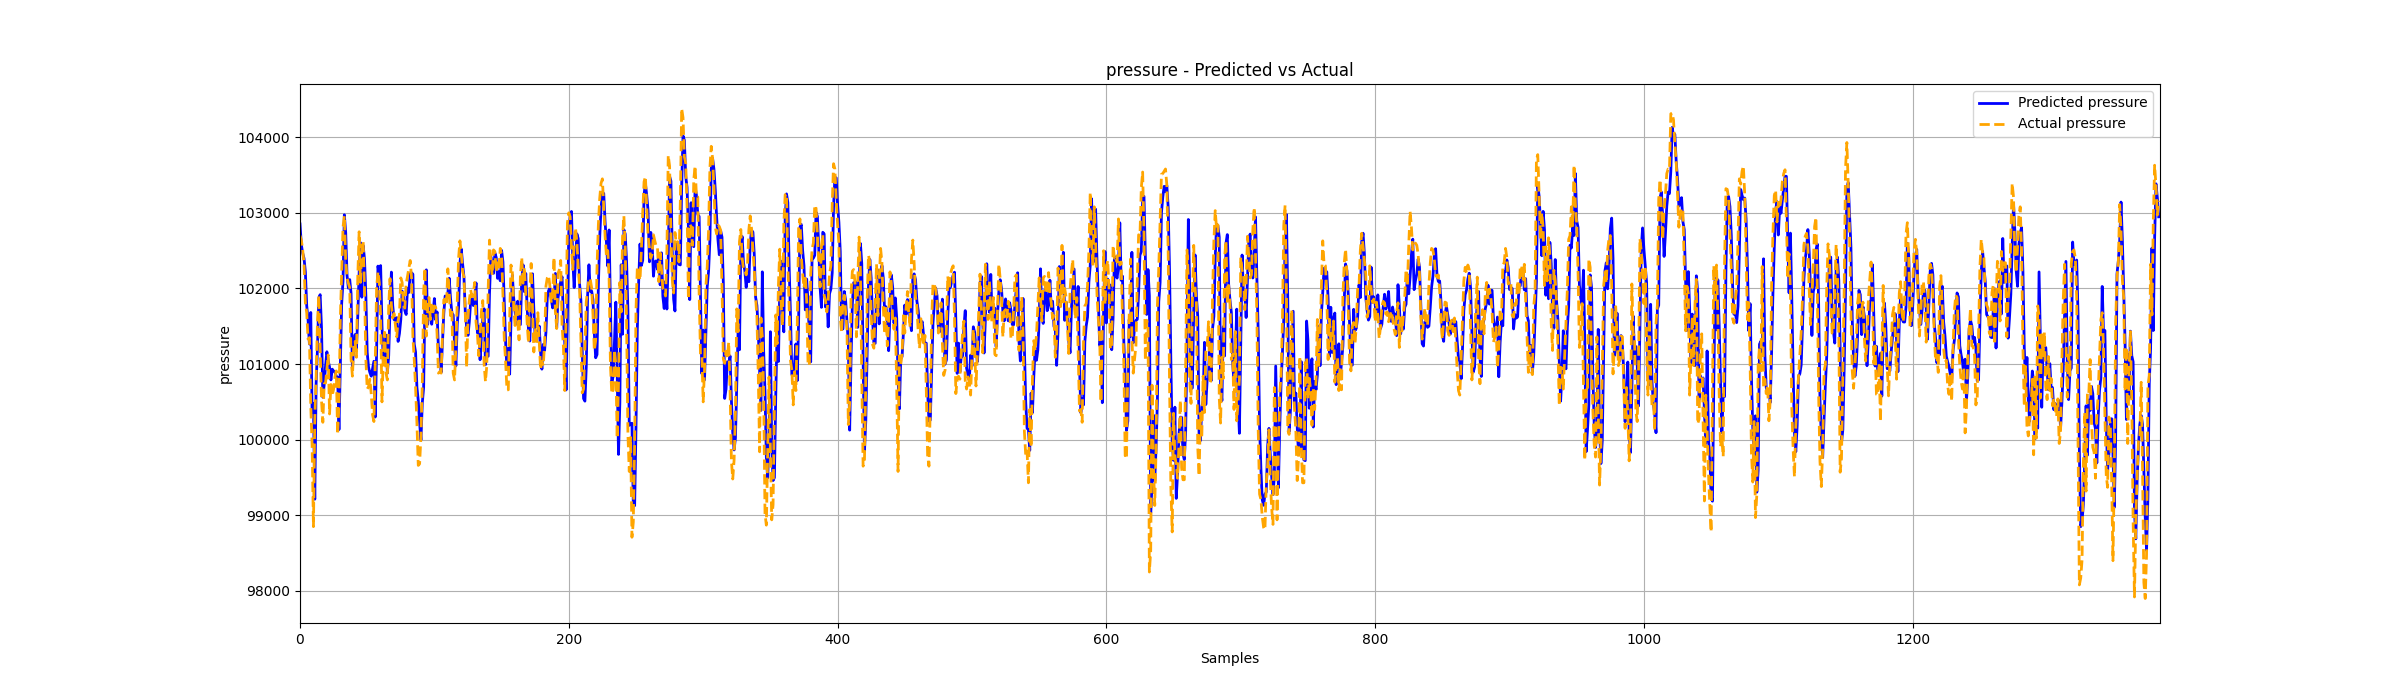 pressure - Predicted vs Actual
Predicted pressure
Actual pressure
104000
103000
102000
101000
100000
99000
98000
pressure
0 200 400 600 800 1000 1200
Samples